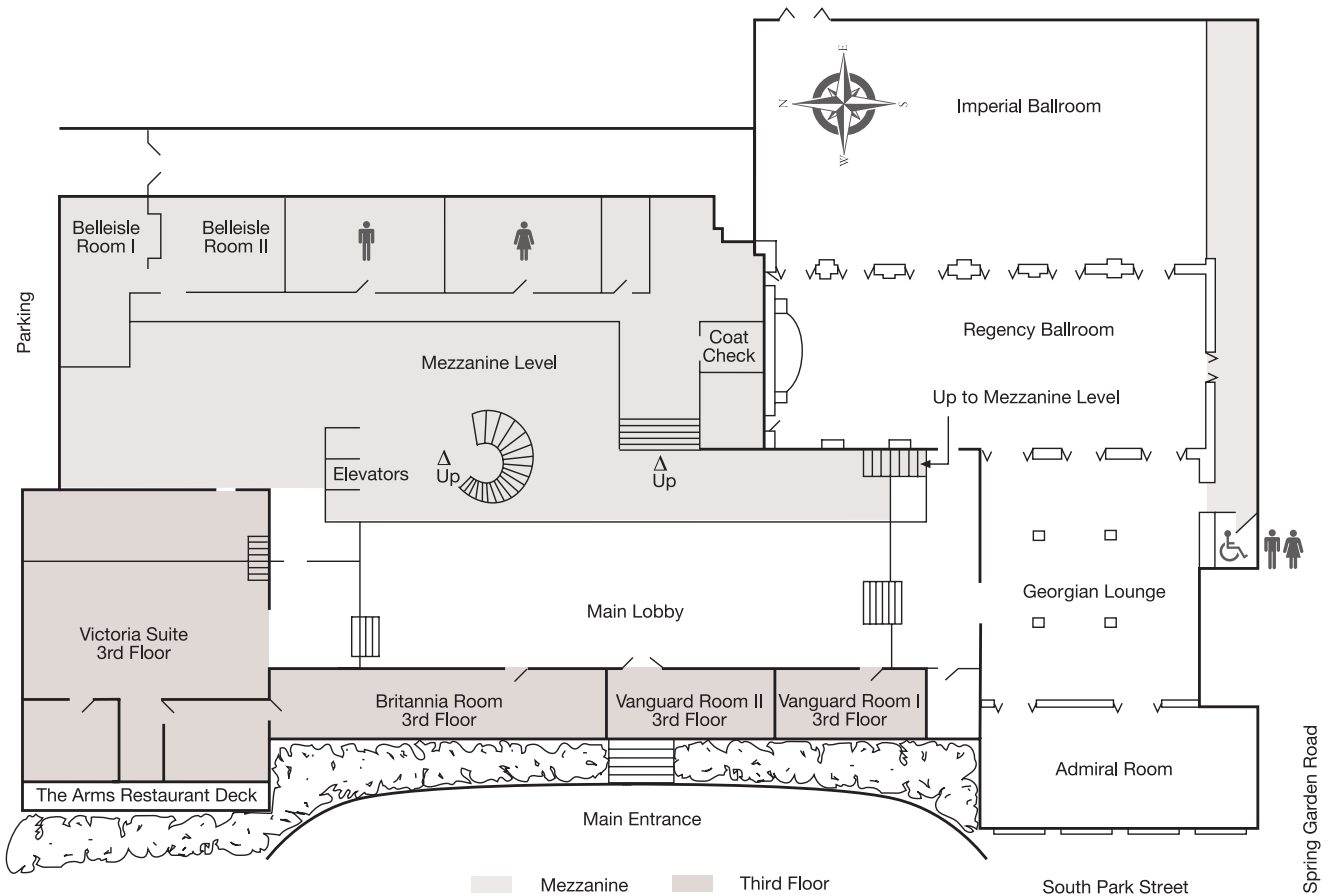 E
N
S
W
Imperial Ballroom
Belleisle
Room I
Belleisle
Room II
Parking
Mezzanine Level
Coat
Check
Regency Ballroom
Up to Mezzanine Level
Elevators
Δ
Up
Δ
Up
Georgian Lounge
Main Lobby
Victoria Suite
3rd Floor
Britannia Room
3rd Floor
Vanguard Room II
3rd Floor
Vanguard Room I
3rd Floor
Admiral Room
The Arms Restaurant Deck
Main Entrance
Spring Garden Road
Mezzanine
Third Floor
South Park Street